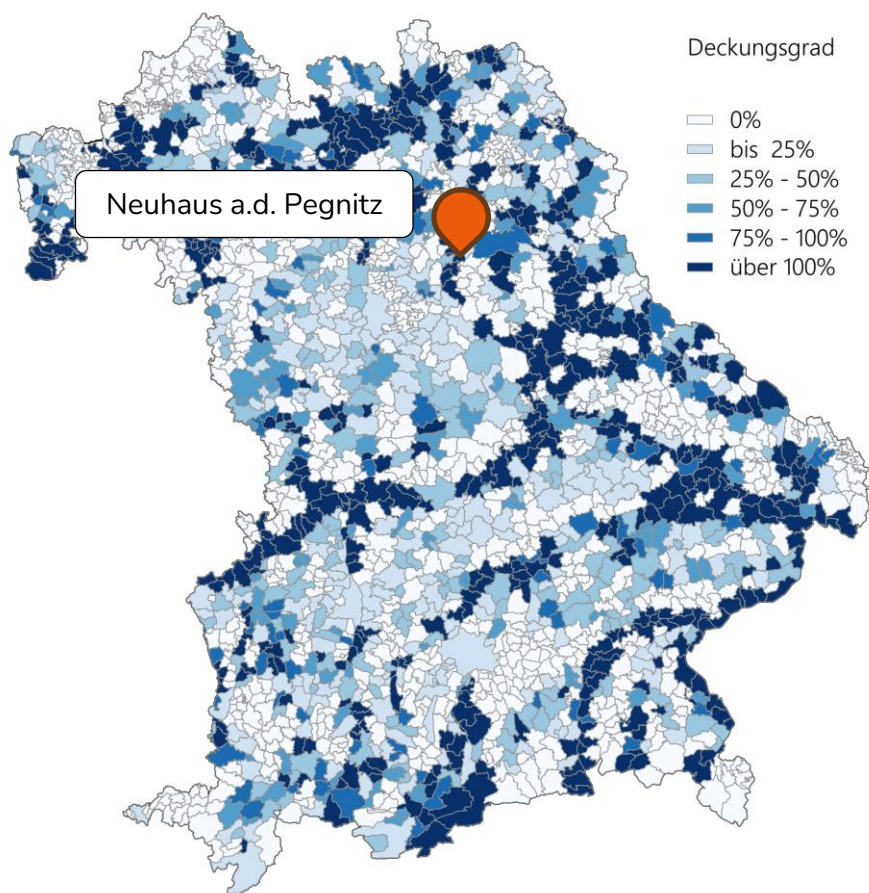 Deckungsgrad
0%
bis 25%
25% - 50%
50% - 75%
75% - 100%
über 100%
Neuhaus a.d. Pegnitz